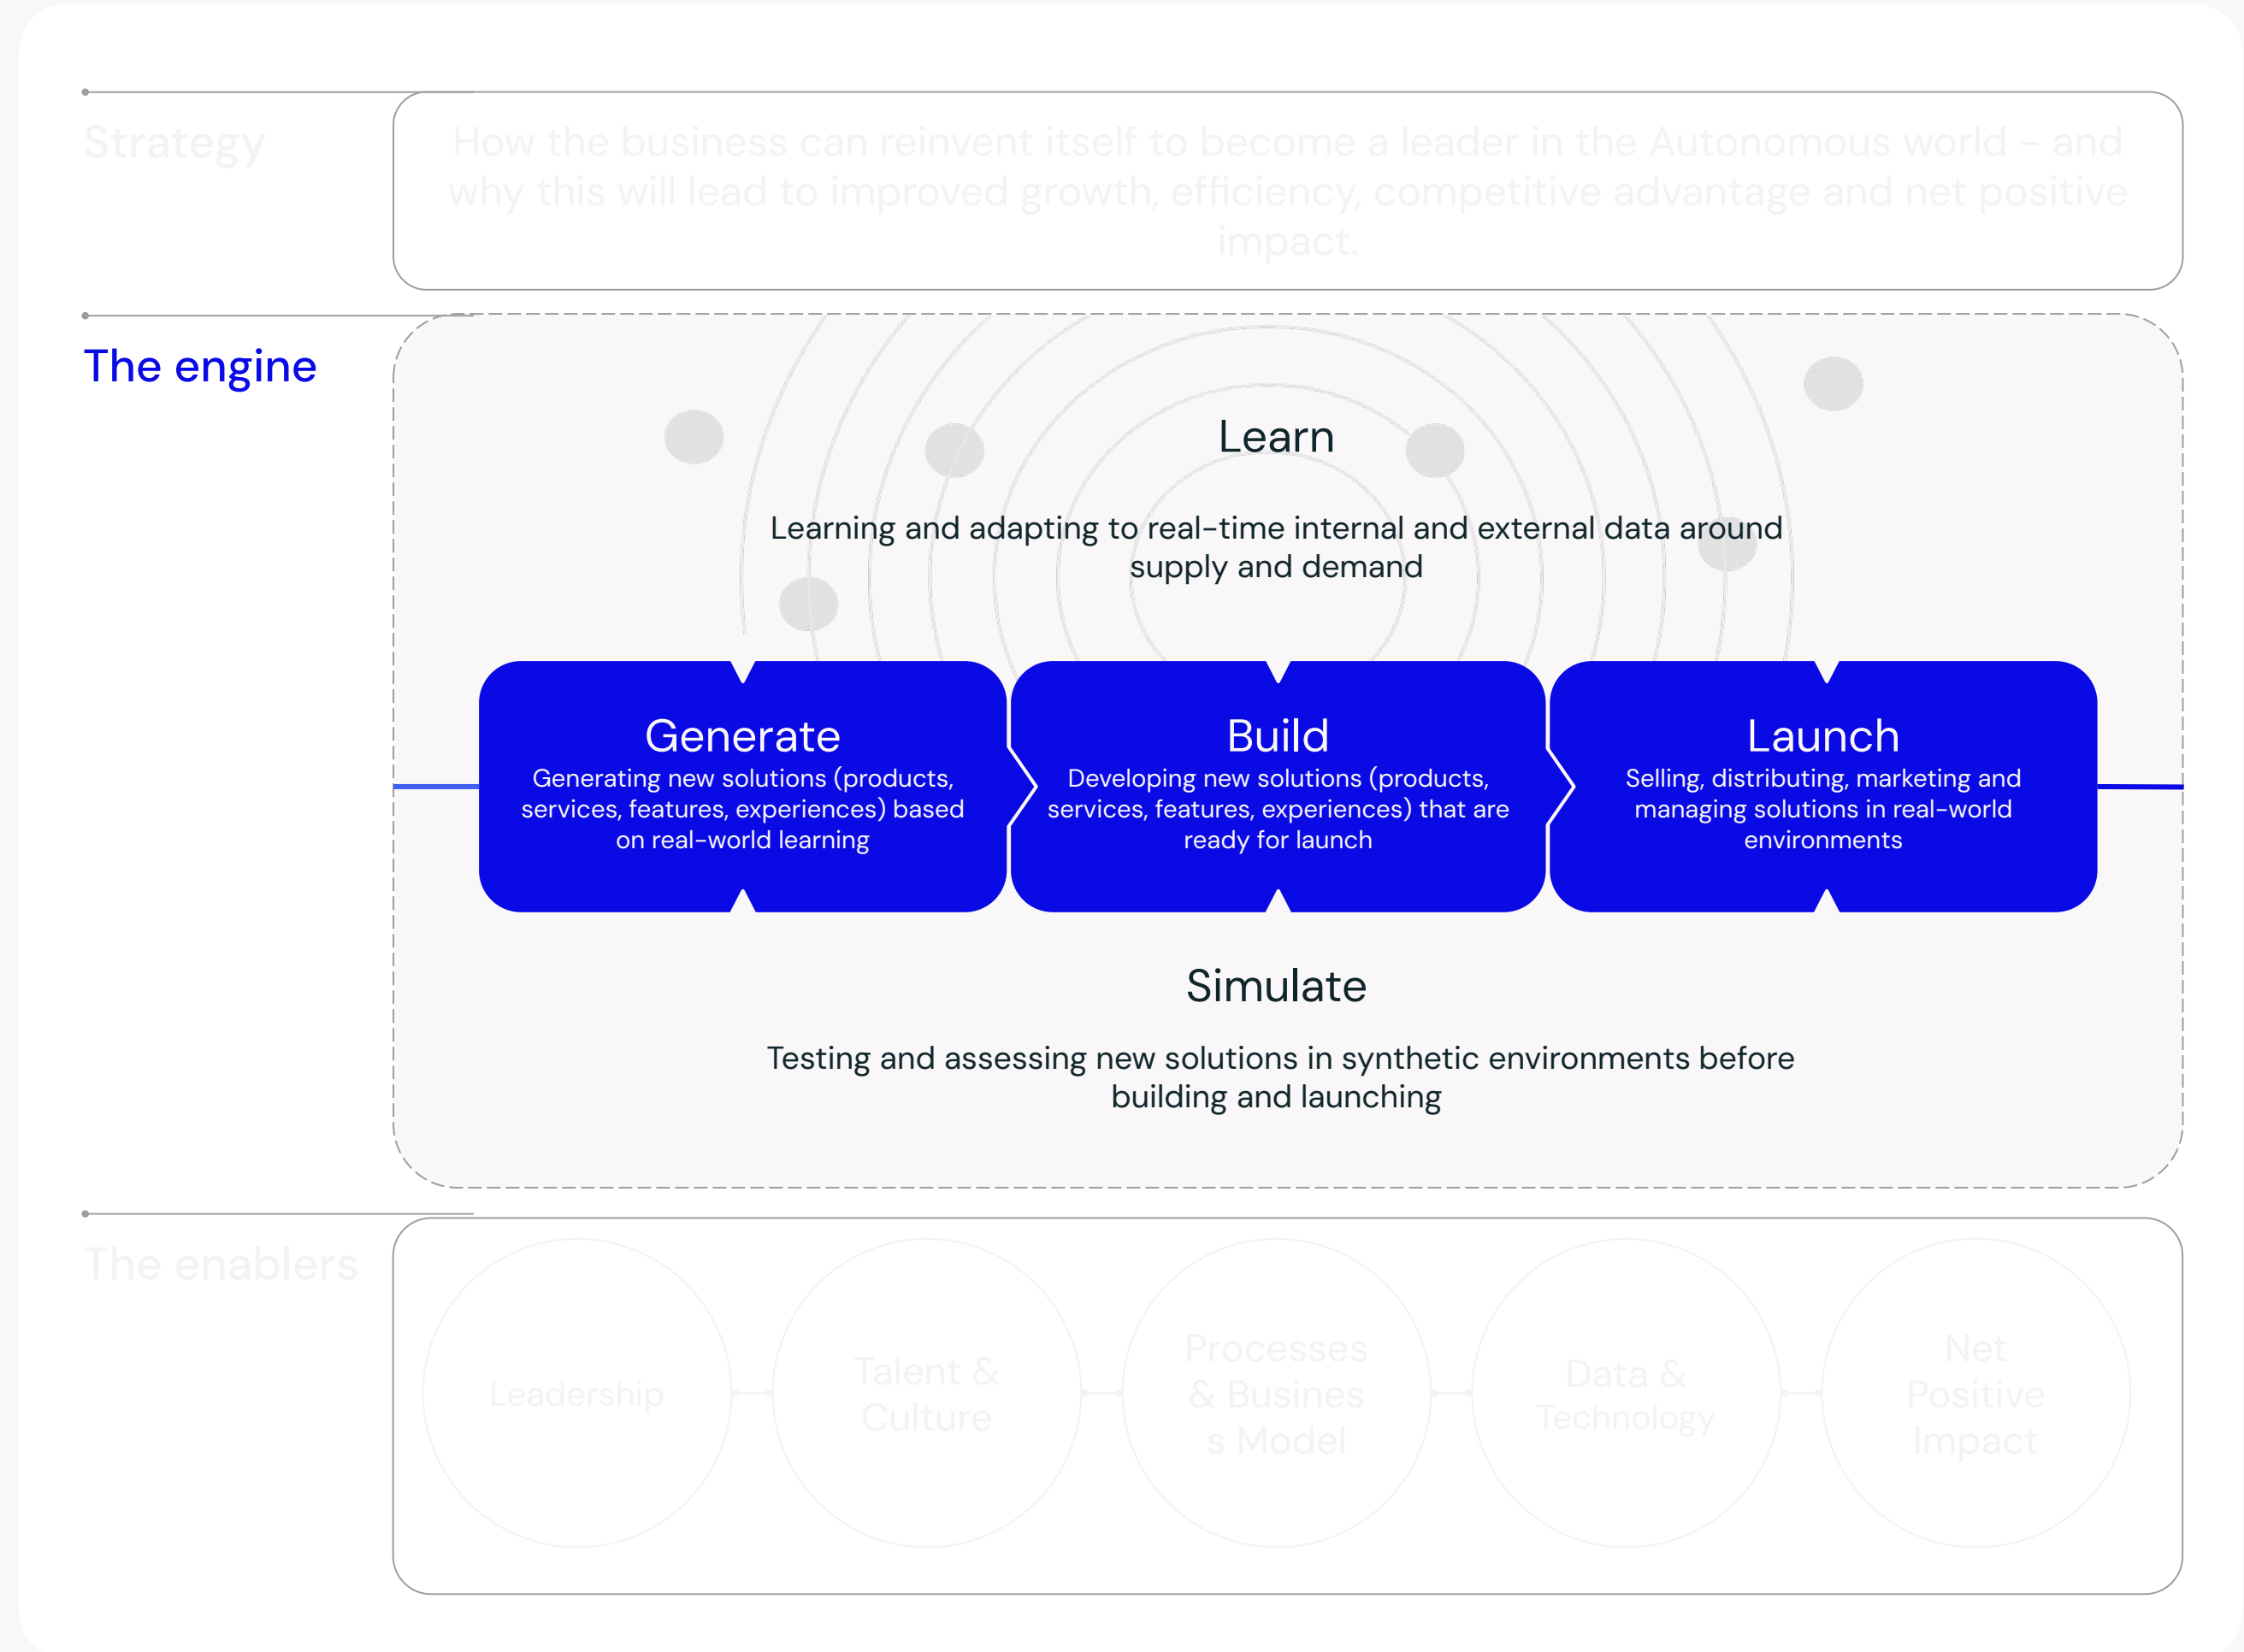 Strategy
How the business can reinvent itself to become a leader in the Autonomous world - and
why this will lead to improved growth, efficiency, competitive advantage and net positive
impact.
The engine
Learn
Learning and adapting to real-time internal and external data around
supply and demand
Generate
Generating new solutions (products,
services, features, experiences) based
on real-world learning
Build
Developing new solutions (products,
services, features, experiences) that are
ready for launch
Launch
Selling, distributing, marketing and
managing solutions in real-world
environments
Simulate
Testing and assessing new solutions in synthetic environments before
building and launching
The enablers
Leadership
Talent &
Culture
Processes
& Busines
s Model
Data &
Technology
Net
Positive
Impact